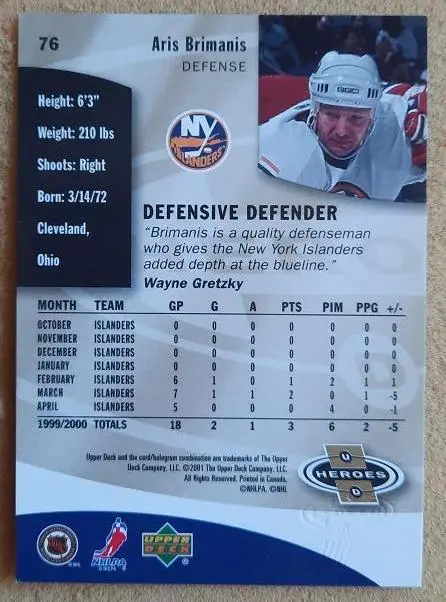 76
Aris Brimanis
DEFENSE
Height: 6'3"
Weight: 210 lbs
Shoots: Right
Born: 3/14/72
Cleveland,
Ohio
NY
ISLANDERS
DEFENSIVE DEFENDER
"Brimanis is a quality defenseman
who gives the New York Islanders
added depth at the blueline."
Wayne Gretzky
MONTH TEAM GP G A PTS PIM PPG +/-
OCTOBER ISLANDERS 0 0 0 0 0 0 0
NOVEMBER ISLANDERS 0 0 0 0 0 0 0
DECEMBER ISLANDERS 0 0 0 0 0 0 0
JANUARY ISLANDERS 0 0 0 0 0 0 0
FEBRUARY ISLANDERS 6 1 0 1 2 1 1
MARCH ISLANDERS 7 1 1 2 0 1 -5
APRIL ISLANDERS 5 0 0 0 4 0 -1
1999/2000 TOTALS 18 2 1 3 6 2 -5
Upper Deck and the card/hologram combination are trademarks of The Upper
Deck Company, LLC. ©2001 The Upper Deck Company, LLC.
All Rights Reserved. Printed in Canada.
©NHLPA. ©NHL
U
HEROES
D
NHL
NHLPA
UPPER
DECK